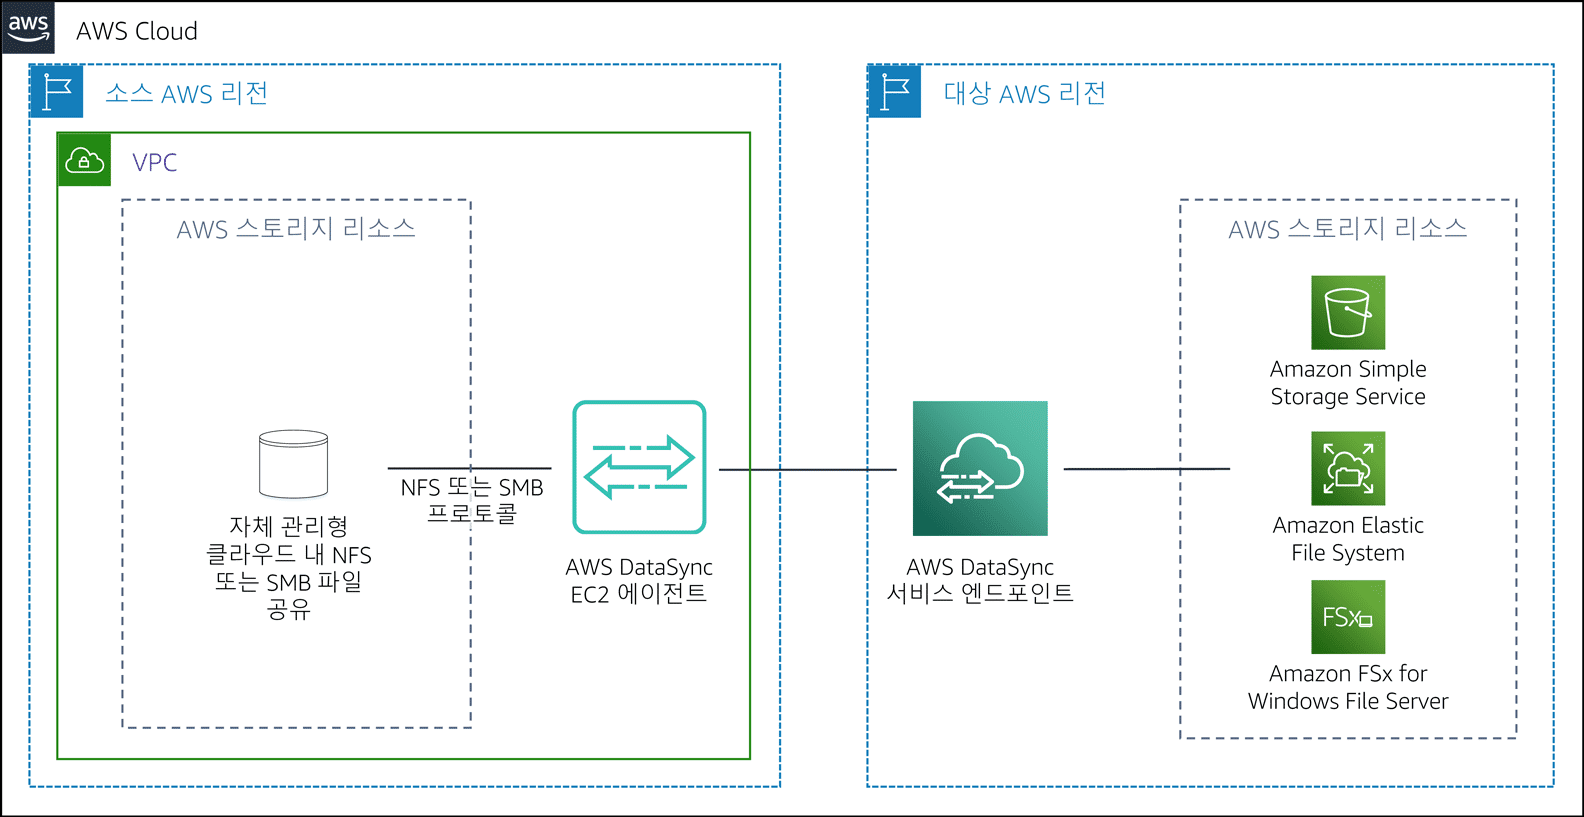 aws
AWS Cloud
소스 AWS 리전
VPC
AWS 스토리지 리소스
자체 관리형
클라우드 내 NFS
또는 SMB 파일
공유
NFS 또는 SMB
프로토콜
AWS DataSync
EC2 에이전트
대상 AWS 리전
AWS DataSync
서비스 엔드포인트
AWS 스토리지 리소스
Amazon Simple
Storage Service
Amazon Elastic
File System
FSx
Amazon FSx for
Windows File Server